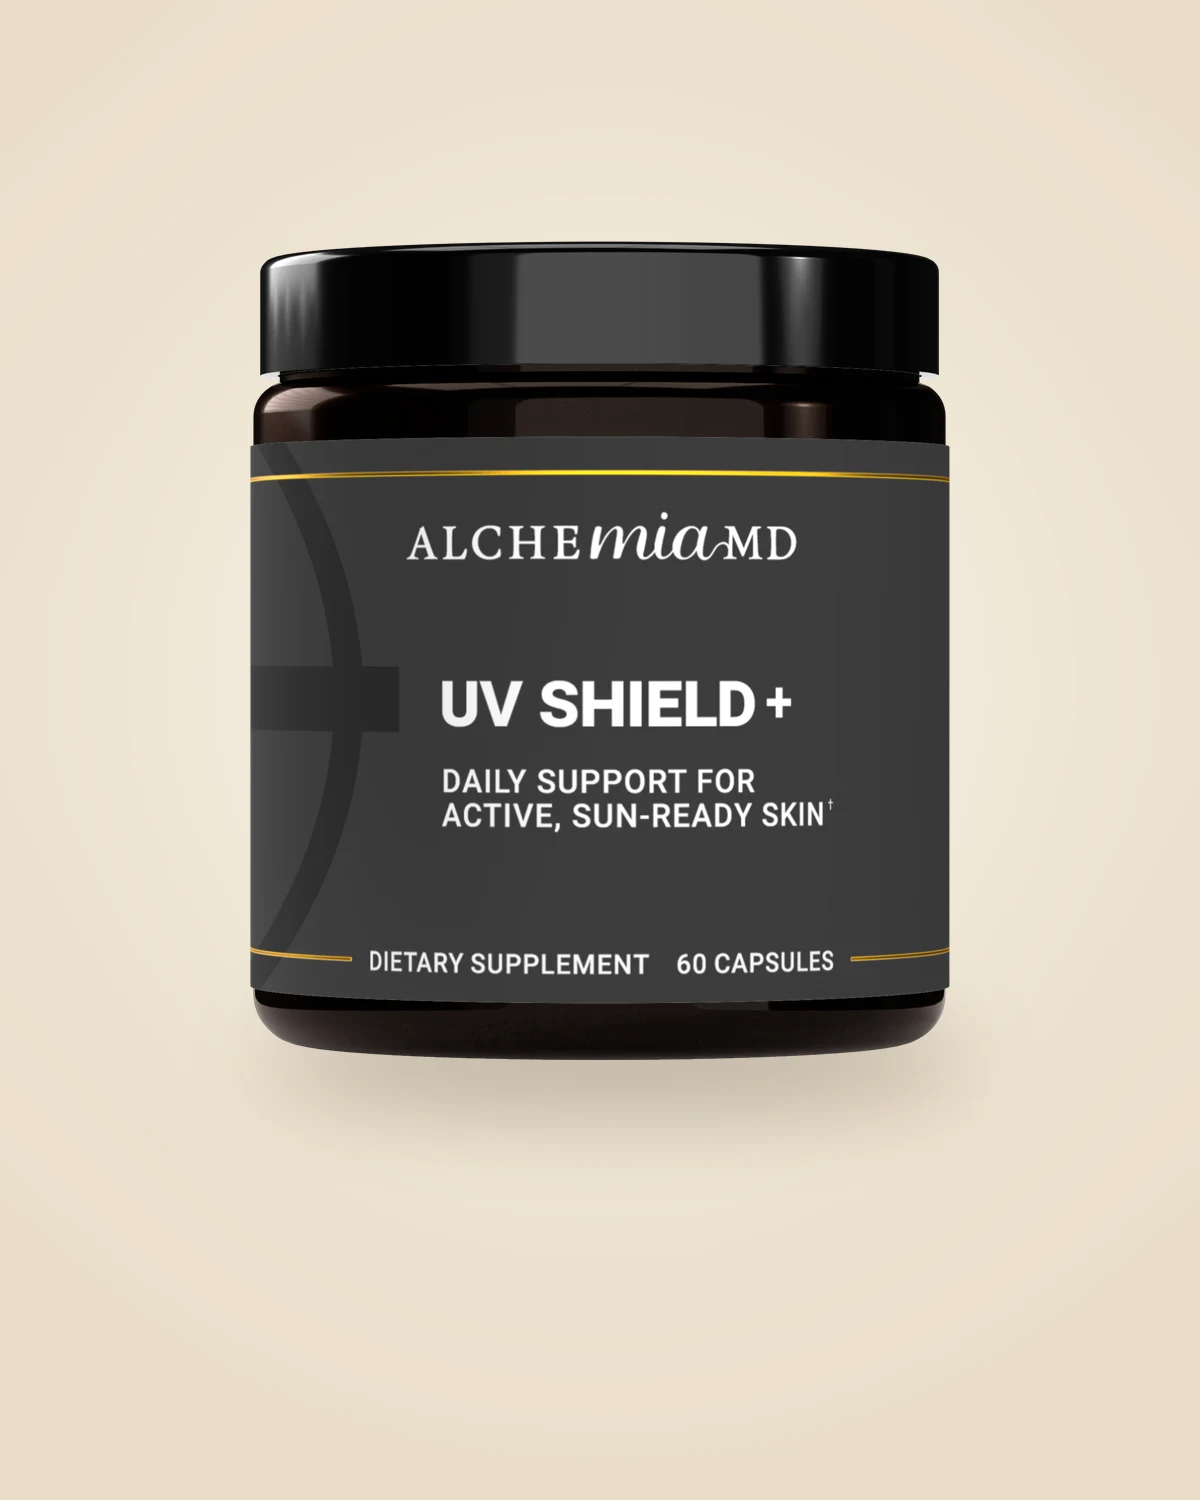 ALCHEmiaMD
UV SHIELD+
DAILY SUPPORT FOR
ACTIVE, SUN-READY SKIN†
DIETARY SUPPLEMENT 60 CAPSULES